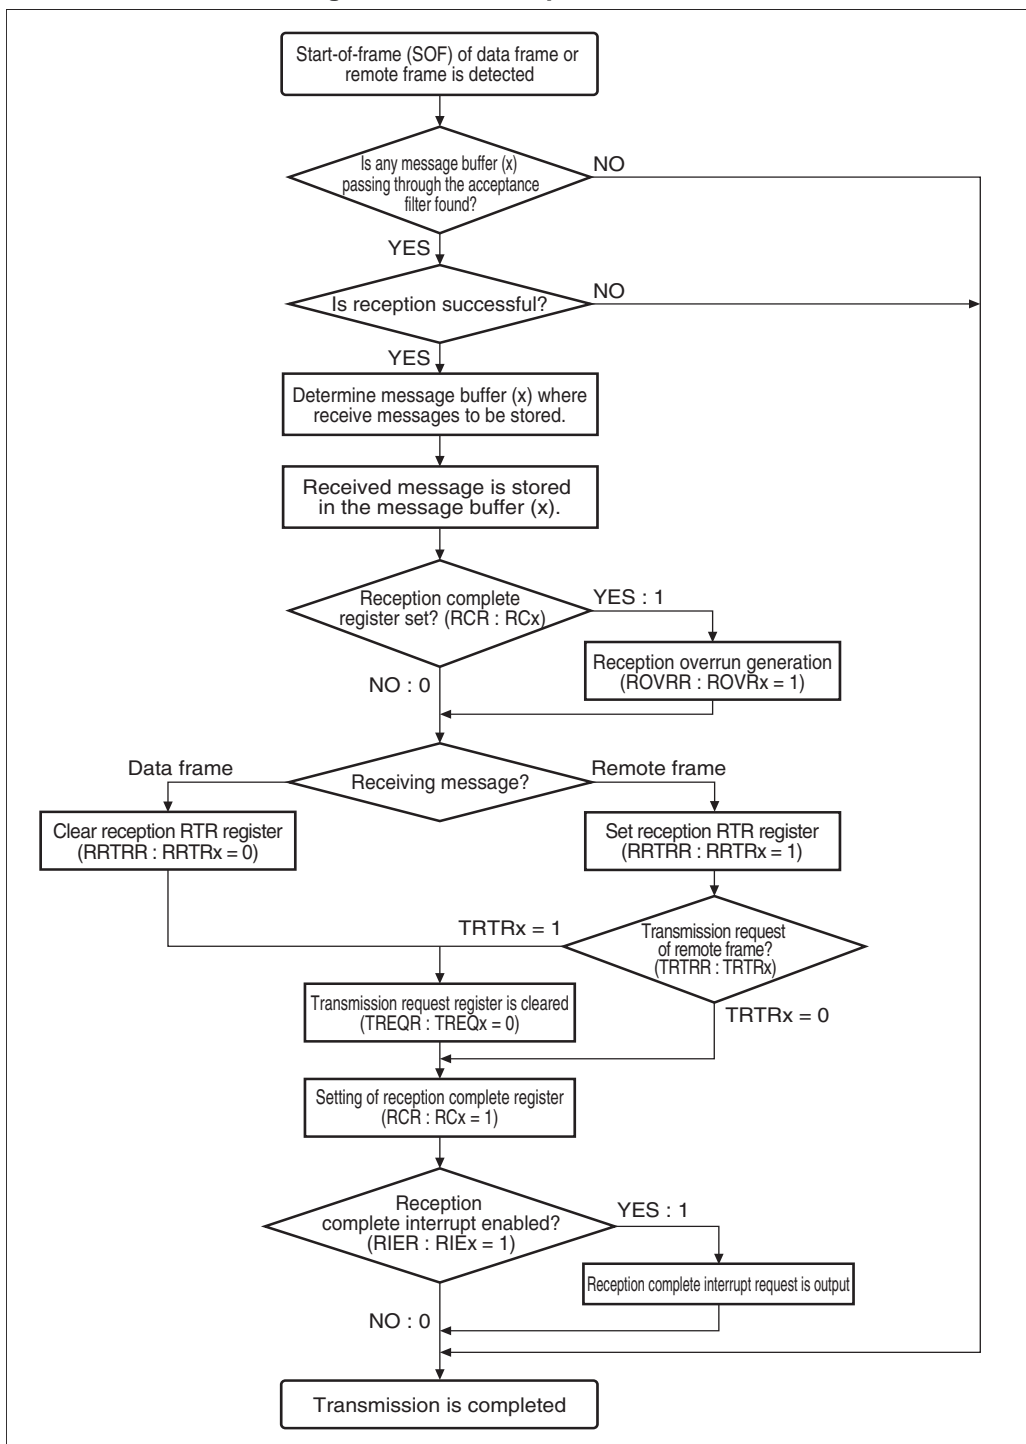 Start-of-frame (SOF) of data frame or
remote frame is detected
Is any message buffer (x)
passing through the acceptance
filter found?
NO
YES
Is reception successful?
NO
YES
Determine message buffer (x) where
receive messages to be stored.
Received message is stored
in the message buffer (x).
Reception complete
register set? (RCR : RCx)
YES : 1
Reception overrun generation
(ROVRR : ROVRx = 1)
NO : 0
Data frame
Receiving message?
Remote frame
Clear reception RTR register
(RRTRR : RRTRx = 0)
Set reception RTR register
(RRTRR : RRTRx = 1)
TRTRx = 1
Transmission request
of remote frame?
(TRTRR : TRTRx)
Transmission request register is cleared
(TREQR : TREQx = 0)
TRTRx = 0
Setting of reception complete register
(RCR : RCx = 1)
Reception
complete interrupt enabled?
(RIER : RIEx = 1)
YES : 1
Reception complete interrupt request is output
NO : 0
Transmission is completed